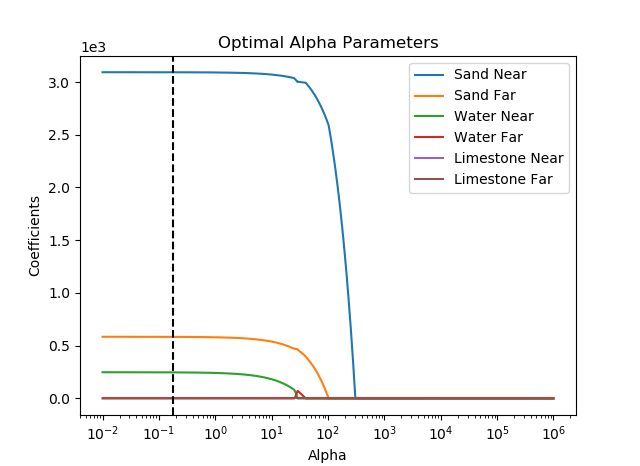 Optimal Alpha Parameters
1e3
3.0
2.5
2.0
1.5
1.0
0.5
0.0
Coefficients
Sand Near
Sand Far
Water Near
Water Far
Limestone Near
Limestone Far
10⁻² 10⁻¹ 10⁰ 10¹ 10² 10³ 10⁴ 10⁵ 10⁶
Alpha